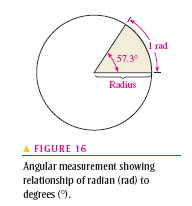 1 rad
57.3°
Radius
▲ FIGURE 16
Angular measurement showing
relationship of radian (rad) to
degrees (°).